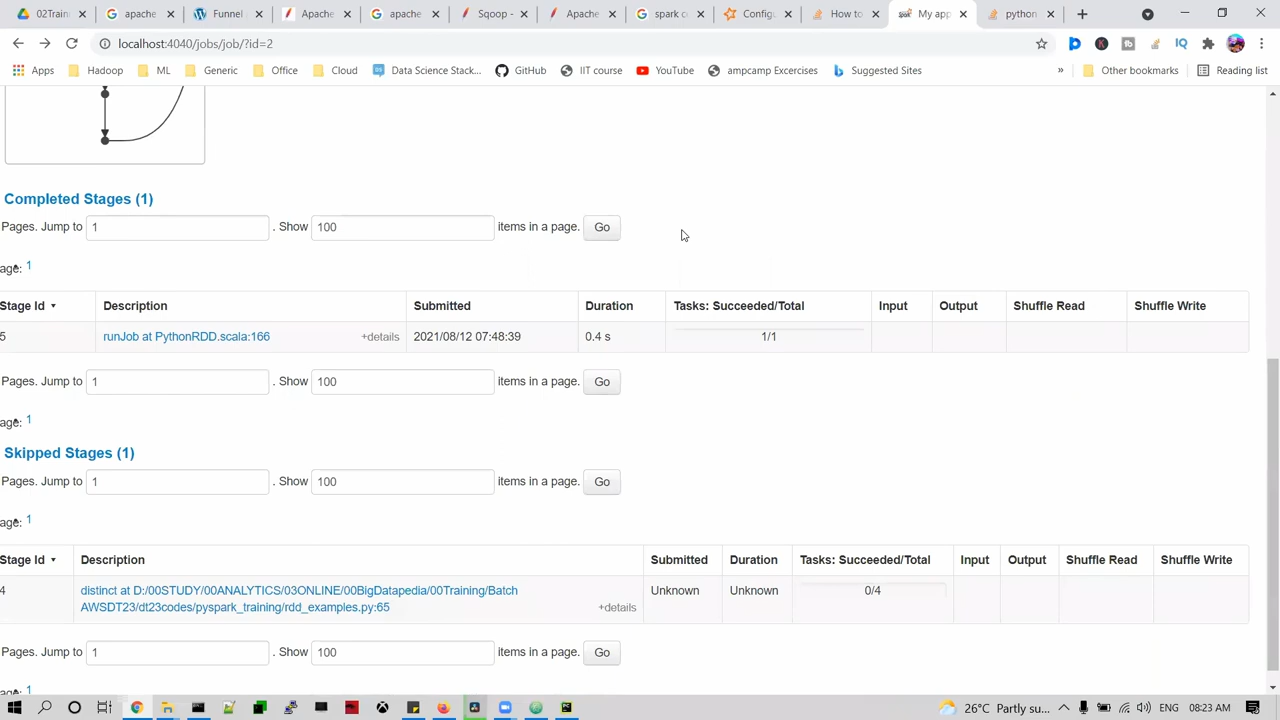 02Train
apache
Funnel
Apache
apache
Sqoop -
Apache
spark c
Config
How to
My app
python
localhost:4040/jobs/job/?id=2
Apps
Hadoop
ML
Generic
Office
Cloud
Data Science Stack...
GitHub
IIT course
YouTube
ampcamp Excercises
Suggested Sites
»
Other bookmarks
Reading list
Completed Stages (1)
Pages. Jump to 1 . Show 100 items in a page. Go
age: 1
Stage Id Description Submitted Duration Tasks: Succeeded/Total Input Output Shuffle Read Shuffle Write
5 runJob at PythonRDD.scala:166 +details 2021/08/12 07:48:39 0.4 s 1/1
Pages. Jump to 1 . Show 100 items in a page. Go
age: 1
Skipped Stages (1)
Pages. Jump to 1 . Show 100 items in a page. Go
age: 1
Stage Id Description Submitted Duration Tasks: Succeeded/Total Input Output Shuffle Read Shuffle Write
4 distinct at D:/00STUDY/00ANALYTICS/03ONLINE/00BigDatapedia/00Training/Batch Unknown Unknown 0/4
AWSDT23/dt23codes/pyspark_training/rdd_examples.py:65 +details
Pages. Jump to 1 . Show 100 items in a page. Go
age: 1
26°C Partly su... ENG 08:23 AM